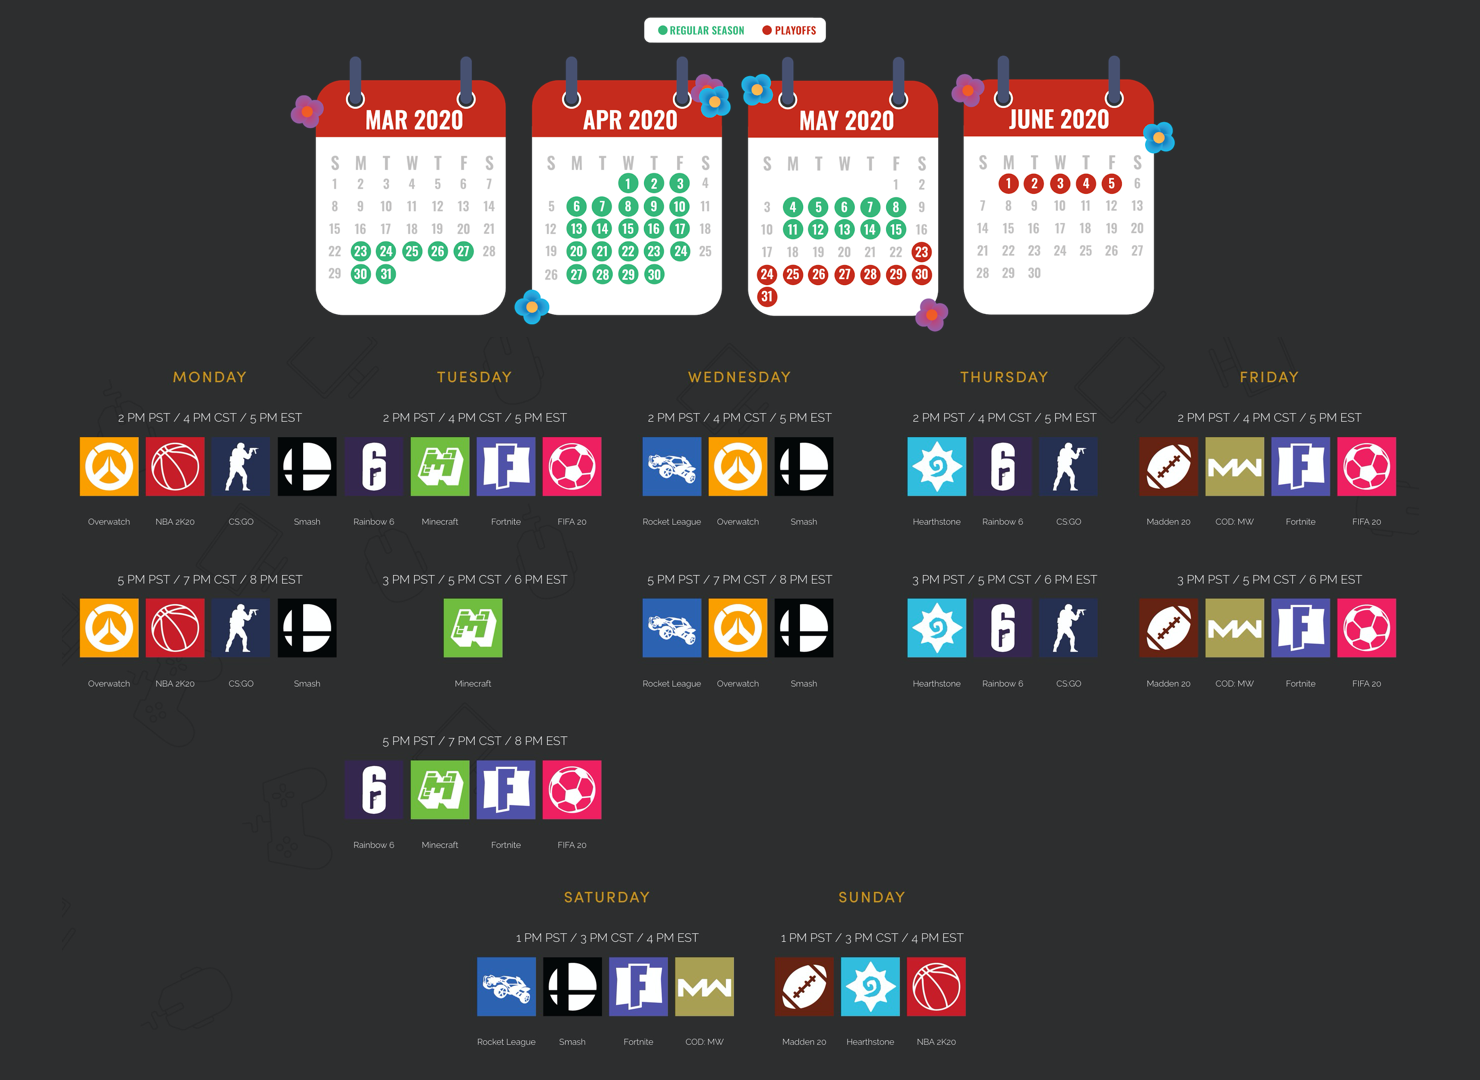 REGULAR SEASON PLAYOFFS
MAR 2020
S M T W T F S
1 2 3 4 5 6 7
8 9 10 11 12 13 14
15 16 17 18 19 20 21
22 23 24 25 26 27 28
29 30 31
APR 2020
S M T W T F S
1 2 3 4
5 6 7 8 9 10 11
12 13 14 15 16 17 18
19 20 21 22 23 24 25
26 27 28 29 30
MAY 2020
S M T W T F S
1 2
3 4 5 6 7 8 9
10 11 12 13 14 15 16
17 18 19 20 21 22 23
24 25 26 27 28 29 30
31
JUNE 2020
S M T W T F S
1 2 3 4 5 6
7 8 9 10 11 12 13
14 15 16 17 18 19 20
21 22 23 24 25 26 27
28 29 30
MONDAY
2 PM PST / 4 PM CST / 5 PM EST
Overwatch NBA 2K20 CS:GO Smash
5 PM PST / 7 PM CST / 8 PM EST
Overwatch NBA 2K20 CS:GO Smash
TUESDAY
2 PM PST / 4 PM CST / 5 PM EST
6 M F
Rainbow 6 Minecraft Fortnite FIFA 20
3 PM PST / 5 PM CST / 6 PM EST
M
Minecraft
5 PM PST / 7 PM CST / 8 PM EST
6 M F
Rainbow 6 Minecraft Fortnite FIFA 20
WEDNESDAY
2 PM PST / 4 PM CST / 5 PM EST
Rocket League Overwatch Smash
5 PM PST / 7 PM CST / 8 PM EST
Rocket League Overwatch Smash
THURSDAY
2 PM PST / 4 PM CST / 5 PM EST
6
Hearthstone Rainbow 6 CS:GO
3 PM PST / 5 PM CST / 6 PM EST
6
Hearthstone Rainbow 6 CS:GO
FRIDAY
2 PM PST / 4 PM CST / 5 PM EST
MW F
Madden 20 COD: MW Fortnite FIFA 20
3 PM PST / 5 PM CST / 6 PM EST
MW F
Madden 20 COD: MW Fortnite FIFA 20
SATURDAY
1 PM PST / 3 PM CST / 4 PM EST
F MW
Rocket League Smash Fortnite COD: MW
SUNDAY
1 PM PST / 3 PM CST / 4 PM EST
Madden 20 Hearthstone NBA 2K20